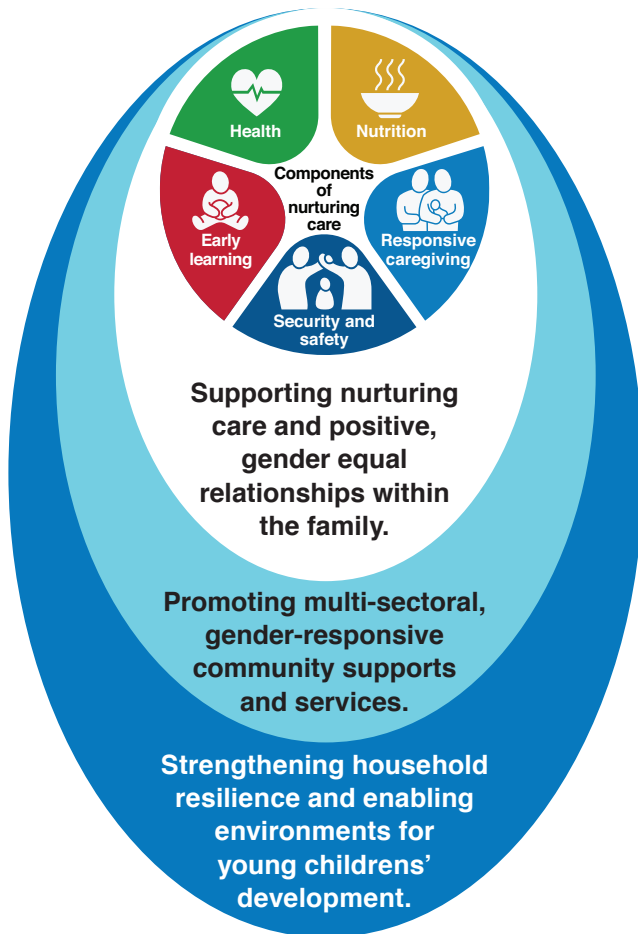 Health
Nutrition
Components
of
nurturing
care
Early
learning
Responsive
caregiving
Security and
safety
Supporting nurturing
care and positive,
gender equal
relationships within
the family.
Promoting multi-sectoral,
gender-responsive
community supports
and services.
Strengthening household
resilience and enabling
environments for
young childrens’
development.